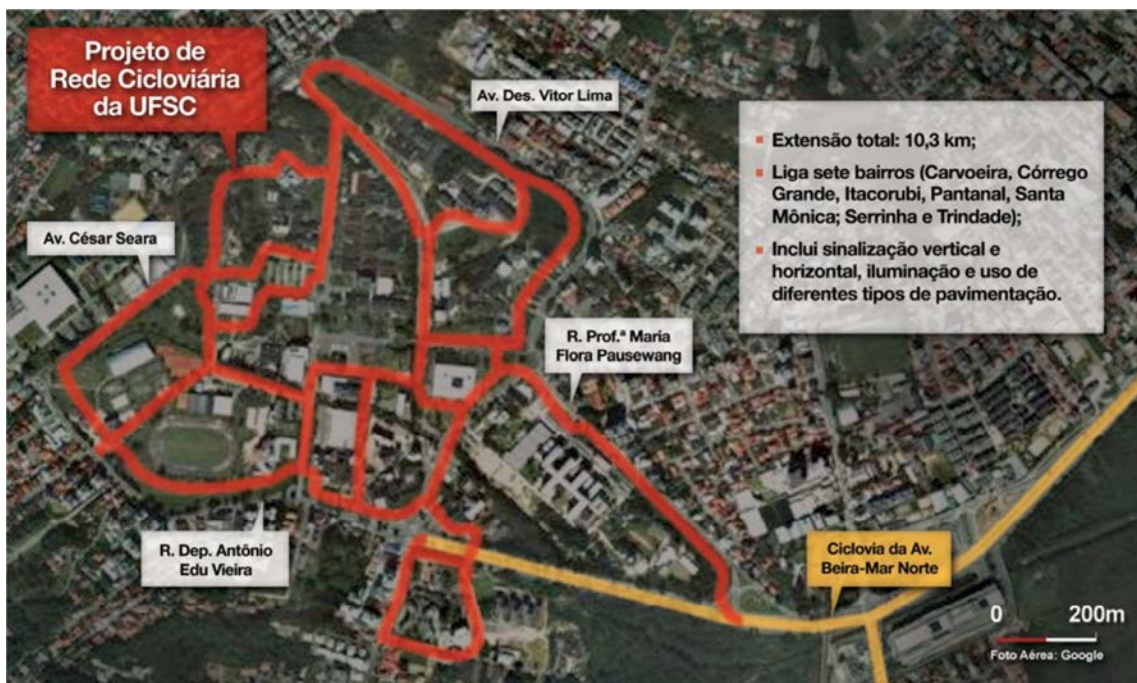 Projeto de
Rede Cicloviária
da UFSC
Av. Des. Vitor Lima
▪ Extensão total: 10,3 km;
▪ Liga sete bairros (Carvoeira, Córrego
Grande, Itacorubi, Pantanal, Santa
Mônica; Serrinha e Trindade);
▪ Inclui sinalização vertical e
horizontal, iluminação e uso de
diferentes tipos de pavimentação.
Av. César Seara
R. Prof.ª Maria
Flora Pausewang
R. Dep. Antônio
Edu Vieira
Ciclovia da Av.
Beira-Mar Norte
0 200m
Foto Aérea: Google